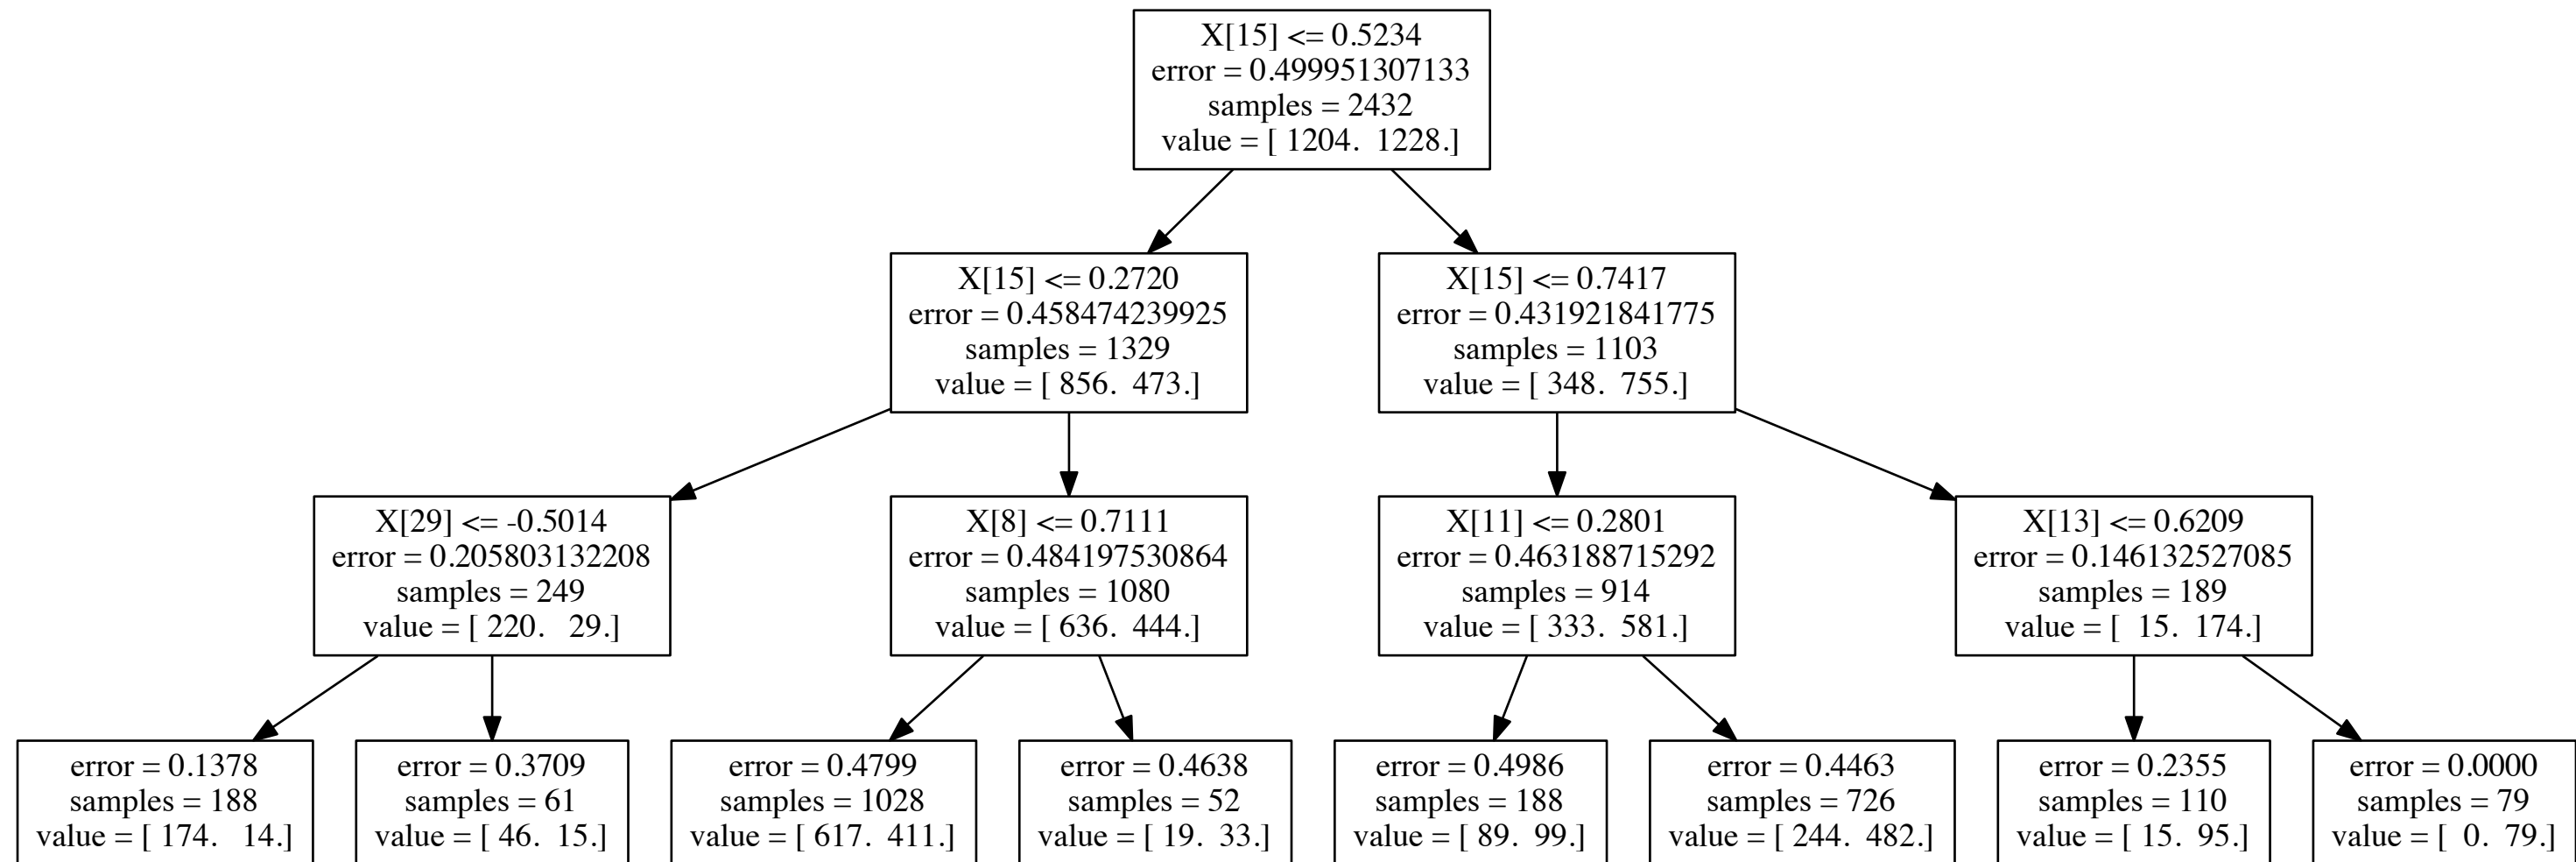 X[15] <= 0.5234
error = 0.499951307133
samples = 2432
value = [ 1204.  1228.]
X[15] <= 0.2720
error = 0.458474239925
samples = 1329
value = [ 856.  473.]
X[15] <= 0.7417
error = 0.431921841775
samples = 1103
value = [ 348.  755.]
X[29] <= -0.5014
error = 0.205803132208
samples = 249
value = [ 220.   29.]
X[8] <= 0.7111
error = 0.484197530864
samples = 1080
value = [ 636.  444.]
X[11] <= 0.2801
error = 0.463188715292
samples = 914
value = [ 333.  581.]
X[13] <= 0.6209
error = 0.146132527085
samples = 189
value = [  15.  174.]
error = 0.1378
samples = 188
value = [ 174.   14.]
error = 0.3709
samples = 61
value = [ 46.  15.]
error = 0.4799
samples = 1028
value = [ 617.  411.]
error = 0.4638
samples = 52
value = [ 19.  33.]
error = 0.4986
samples = 188
value = [ 89.  99.]
error = 0.4463
samples = 726
value = [ 244.  482.]
error = 0.2355
samples = 110
value = [ 15.  95.]
error = 0.0000
samples = 79
value = [  0.  79.]